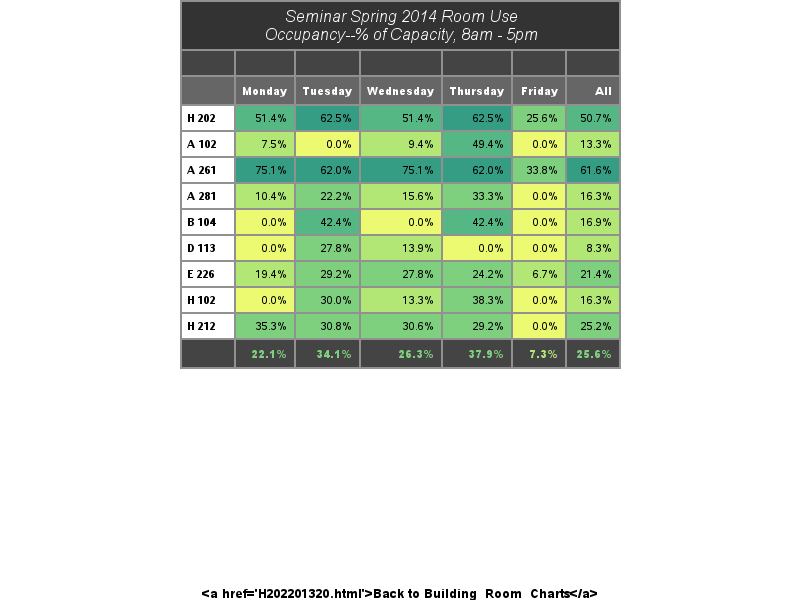 Seminar Spring 2014 Room Use
Occupancy--% of Capacity, 8am - 5pm
Monday Tuesday Wednesday Thursday Friday All
H 202 51.4% 62.5% 51.4% 62.5% 25.6% 50.7%
A 102 7.5% 0.0% 9.4% 49.4% 0.0% 13.3%
A 261 75.1% 62.0% 75.1% 62.0% 33.8% 61.6%
A 281 10.4% 22.2% 15.6% 33.3% 0.0% 16.3%
B 104 0.0% 42.4% 0.0% 42.4% 0.0% 16.9%
D 113 0.0% 27.8% 13.9% 0.0% 0.0% 8.3%
E 226 19.4% 29.2% 27.8% 24.2% 6.7% 21.4%
H 102 0.0% 30.0% 13.3% 38.3% 0.0% 16.3%
H 212 35.3% 30.8% 30.6% 29.2% 0.0% 25.2%
22.1% 34.1% 26.3% 37.9% 7.3% 25.6%
<a href='H202201320.html'>Back to Building_Room_Charts</a>